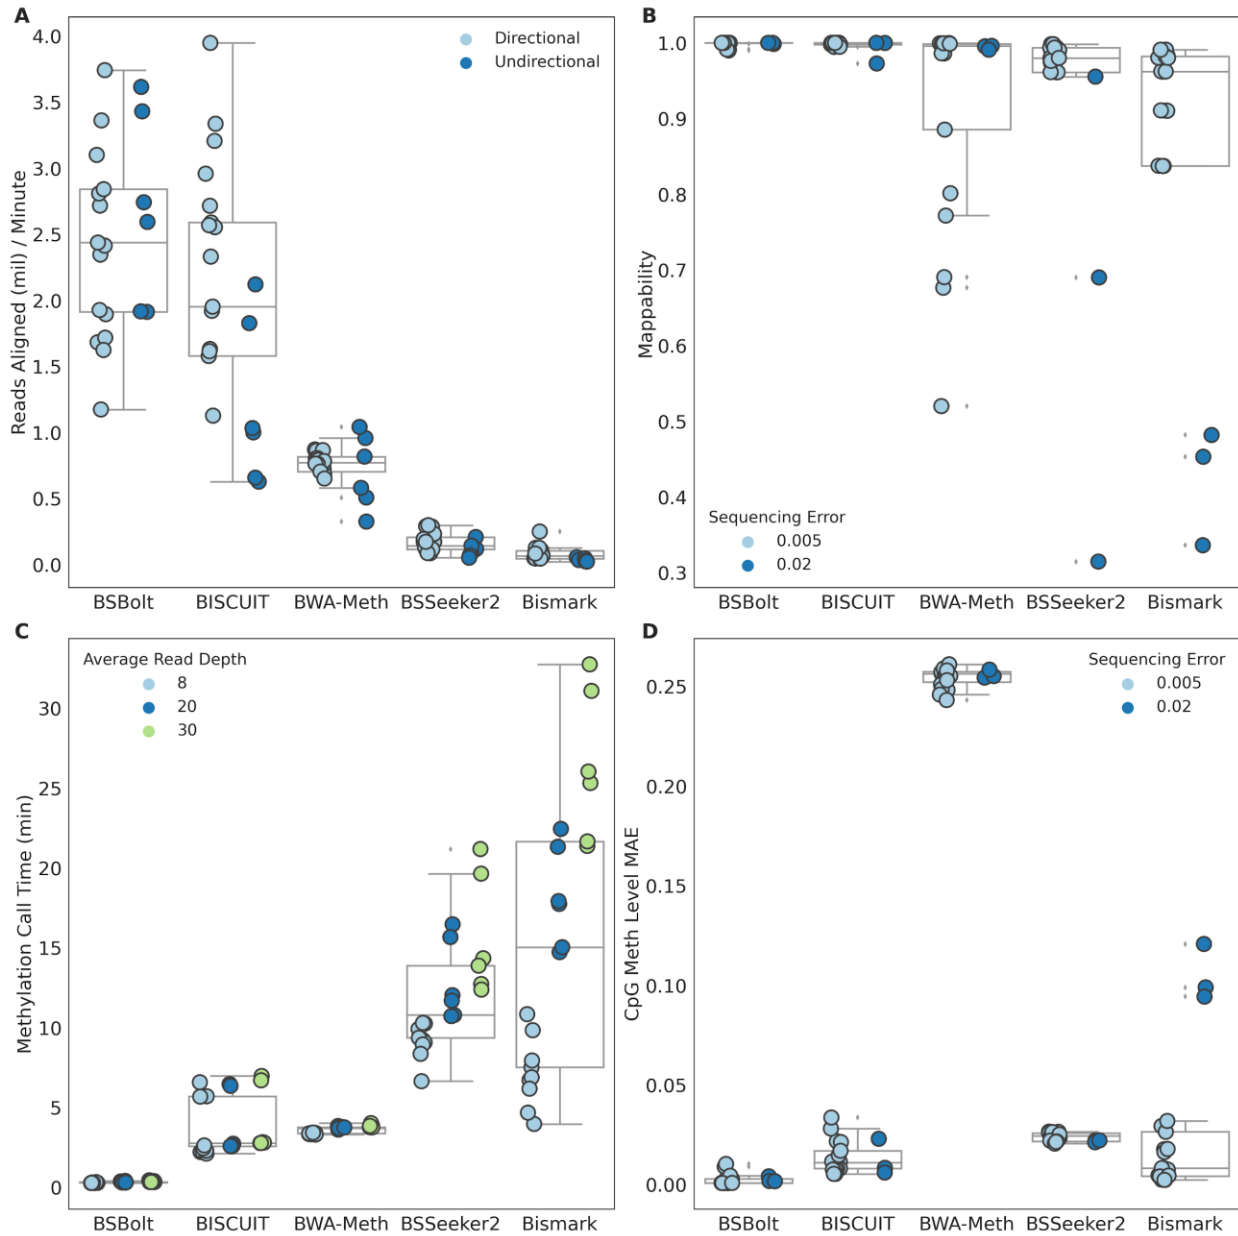 A
Reads Aligned (mil) / Minute
4.0
3.5
3.0
2.5
2.0
1.5
1.0
0.5
0.0
Directional
Undirectional
BSBolt BISCUIT BWA-Meth BSSeeker2 Bismark
B
Mappability
1.0
0.9
0.8
0.7
0.6
0.5
0.4
0.3
Sequencing Error
0.005
0.02
BSBolt BISCUIT BWA-Meth BSSeeker2 Bismark
C
Methylation Call Time (min)
30
25
20
15
10
5
0
Average Read Depth
8
20
30
BSBolt BISCUIT BWA-Meth BSSeeker2 Bismark
D
CpG Meth Level MAE
0.25
0.20
0.15
0.10
0.05
0.00
Sequencing Error
0.005
0.02
BSBolt BISCUIT BWA-Meth BSSeeker2 Bismark